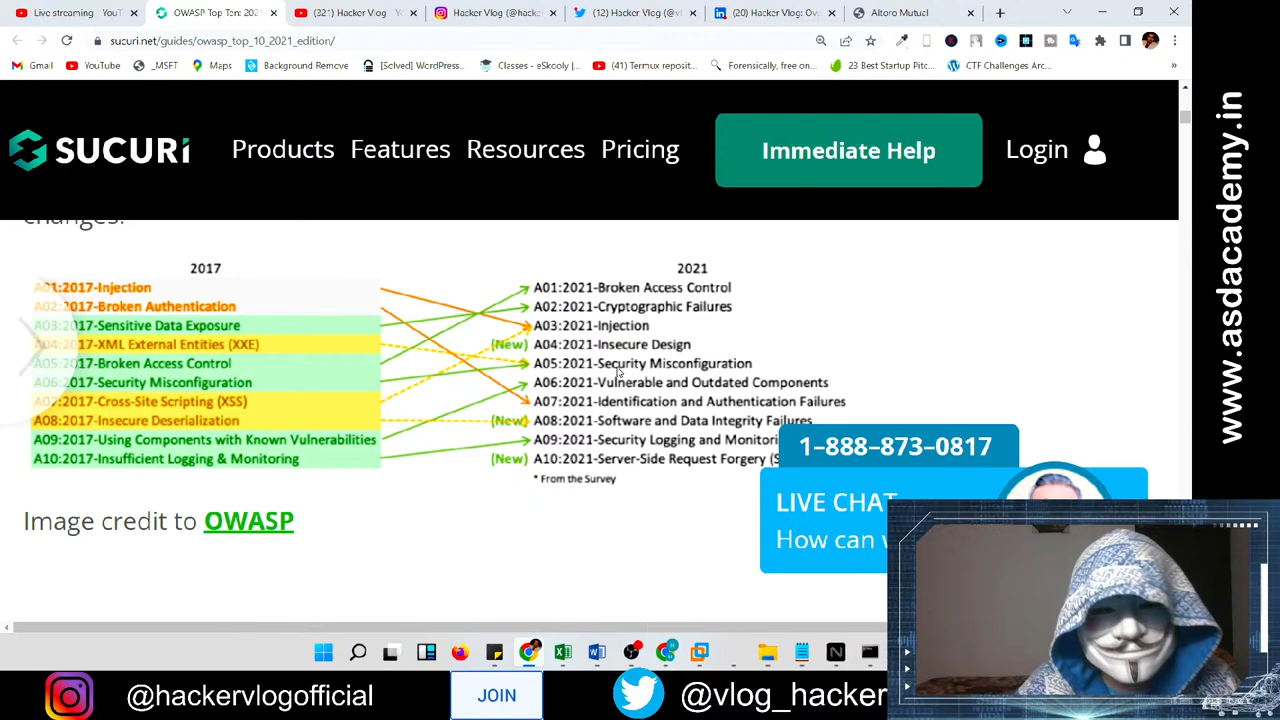 Live streaming - YouT
OWASP Top Ten: 2021
(321) Hacker Vlog
Hacker Vlog (@hacke
(12) Hacker Vlog (@vl
(20) Hacker Vlog: Ov
Altoro Mutual
sucuri.net/guides/owasp_top_10_2021_edition/
Gmail
YouTube
_MSFT
Maps
Background Remove
[Solved] WordPress..
Classes - eSkooly
(41) Termux reposit...
Forensically, free on...
23 Best Startup Pitc...
CTF Challenges Arc...
SUCURI
Products
Features
Resources
Pricing
Immediate Help
Login
changes.
2017
2021
A01:2017-Injection
A02:2017-Broken Authentication
A03:2017-Sensitive Data Exposure
A04:2017-XML External Entities (XXE)
A05:2017-Broken Access Control
A06:2017-Security Misconfiguration
A07:2017-Cross-Site Scripting (XSS)
A08:2017-Insecure Deserialization
A09:2017-Using Components with Known Vulnerabilities
A10:2017-Insufficient Logging & Monitoring
A01:2021-Broken Access Control
A02:2021-Cryptographic Failures
A03:2021-Injection
(New) A04:2021-Insecure Design
A05:2021-Security Misconfiguration
A06:2021-Vulnerable and Outdated Components
A07:2021-Identification and Authentication Failures
(New) A08:2021-Software and Data Integrity Failures
A09:2021-Security Logging and Monitori
(New) A10:2021-Server-Side Request Forgery (S
* From the Survey
Image credit to OWASP
1-888-873-0817
LIVE CHAT
How can
www.asdacademy.in
@hackervlogofficial
JOIN
@vlog_hacker